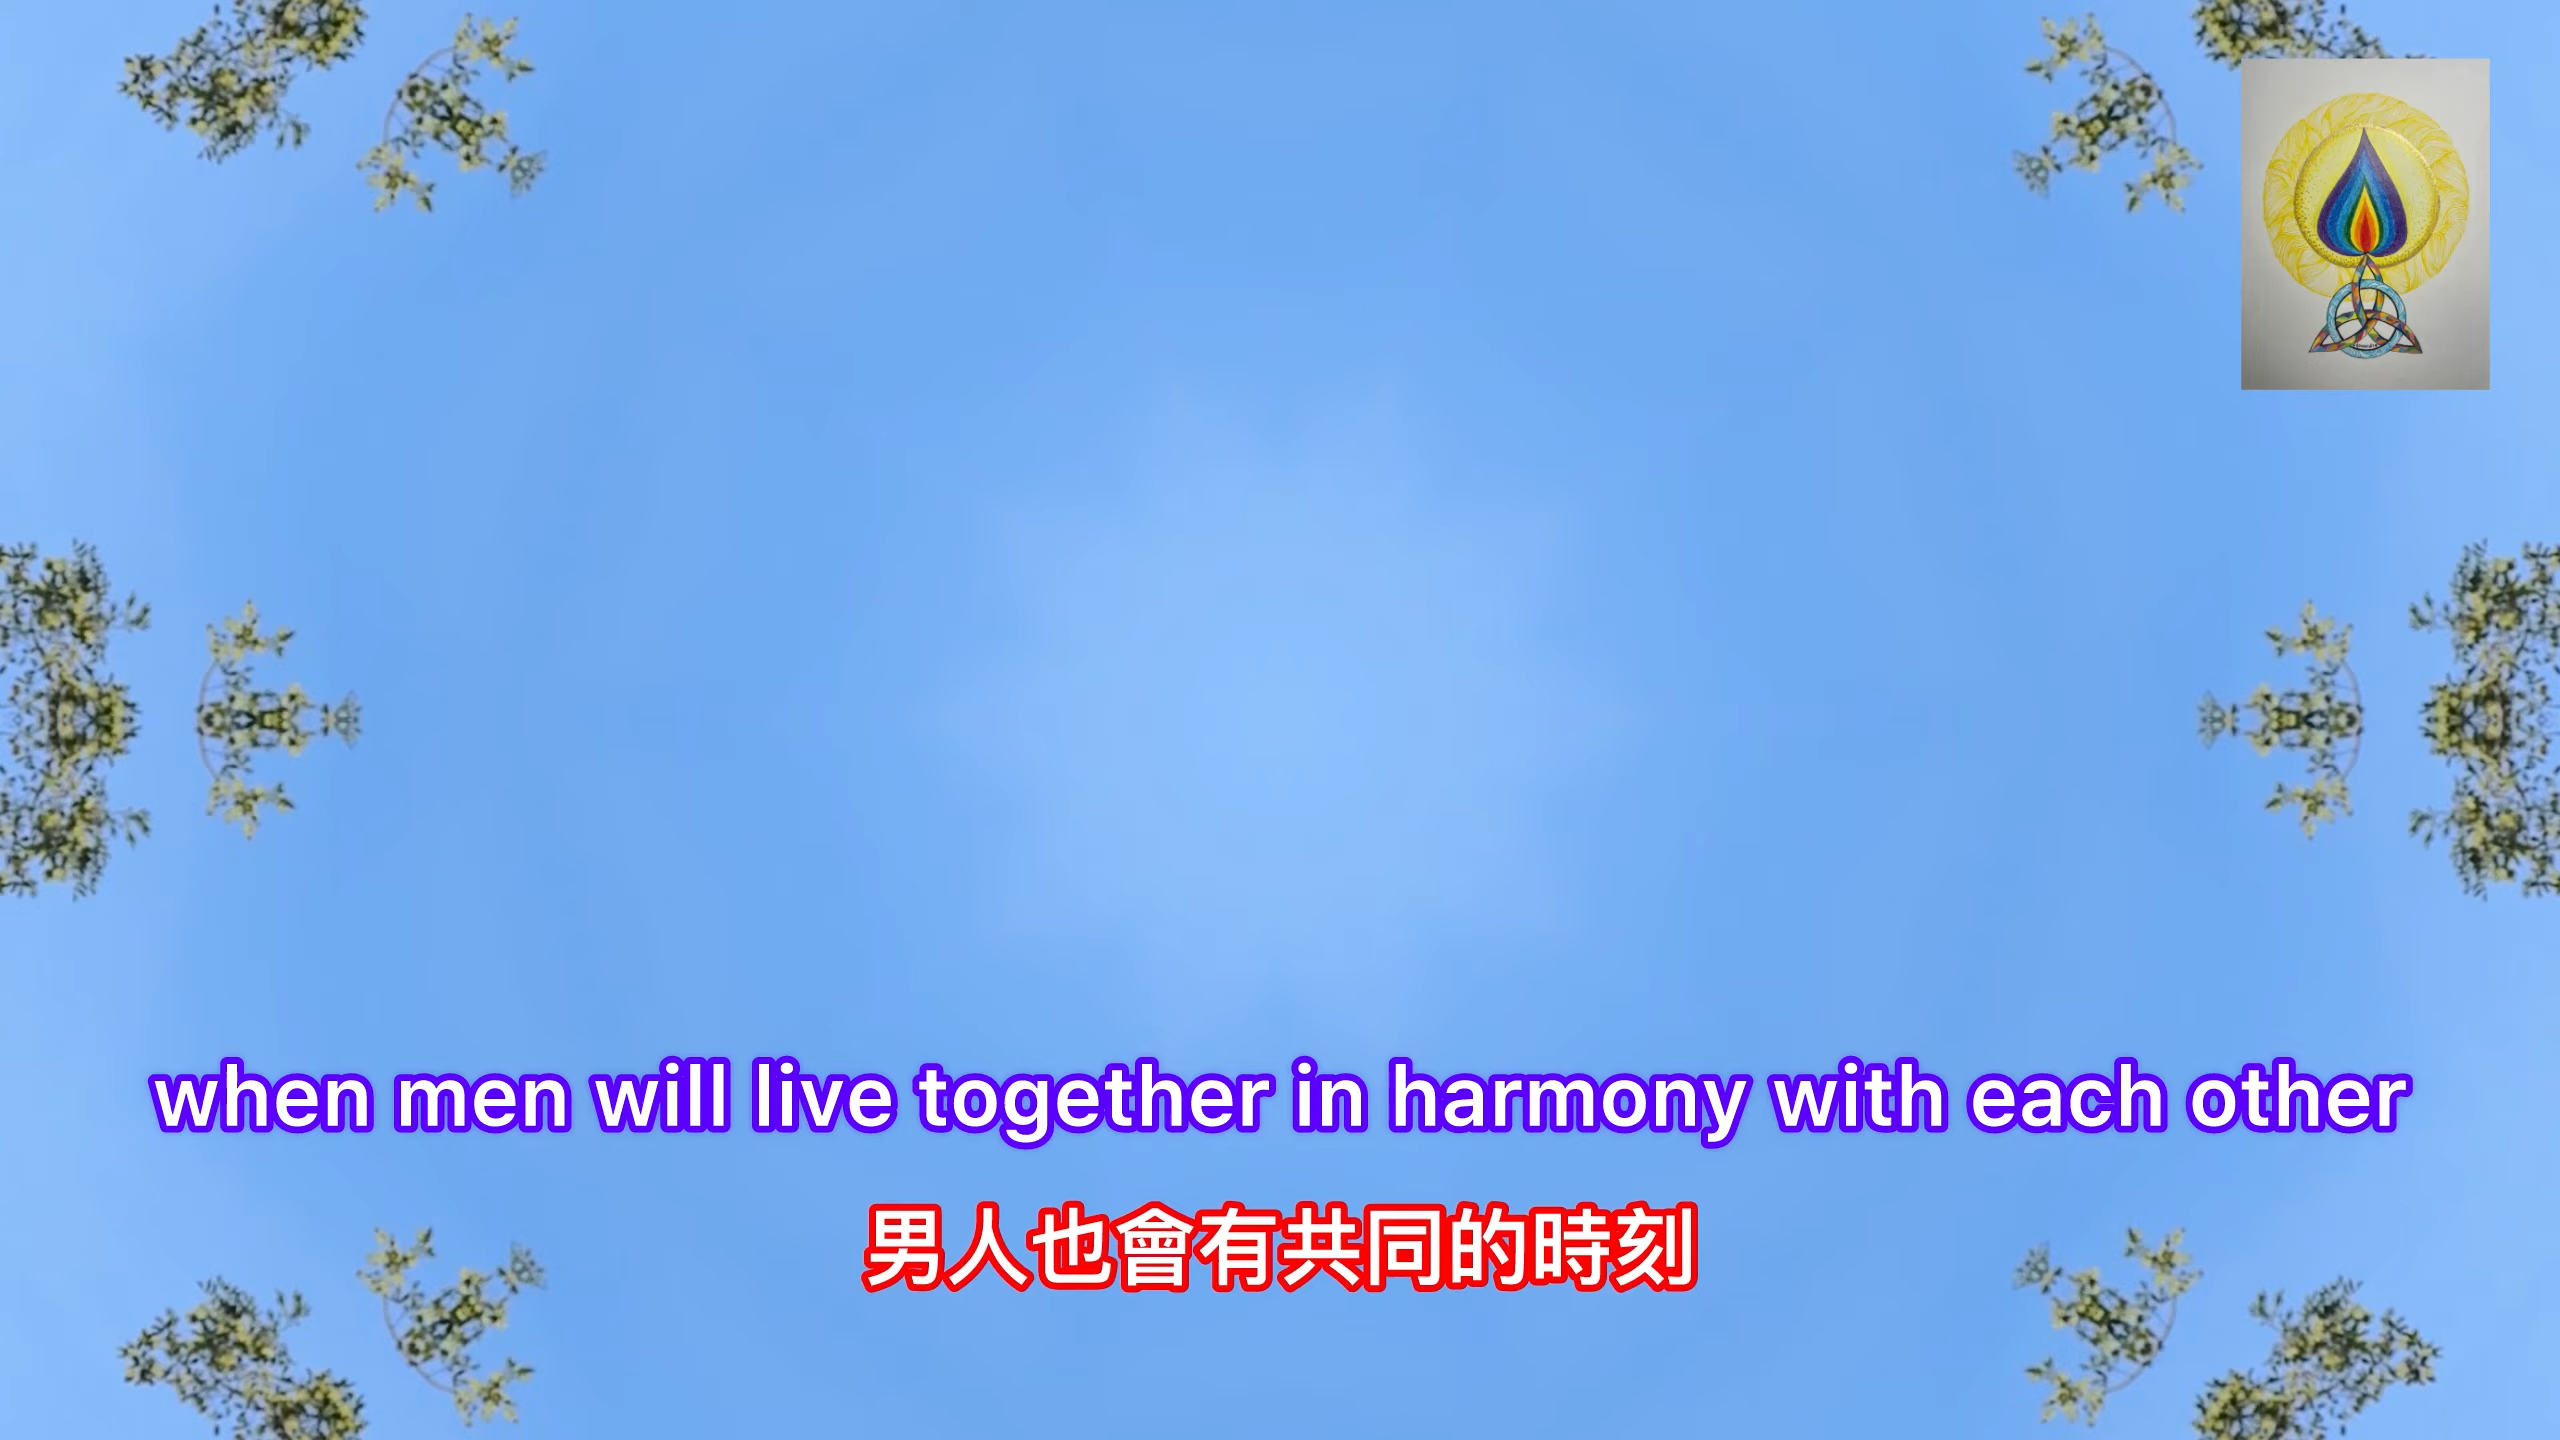 when men will live together in harmony with each other
男人也會有共同的時刻